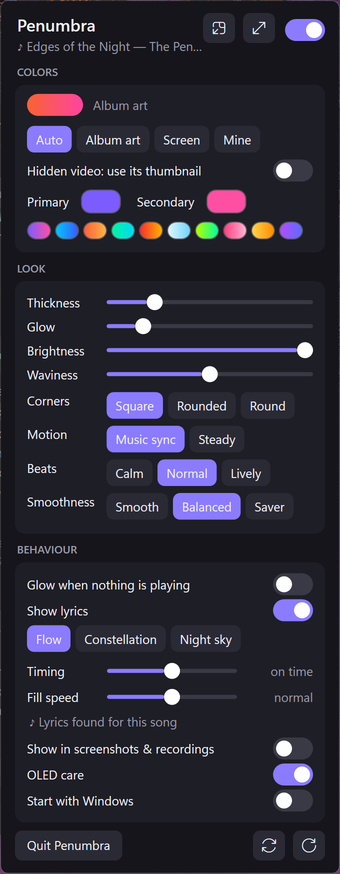 Penumbra
♪ Edges of the Night — The Pen...
COLORS
Album art
Auto Album art Screen Mine
Hidden video: use its thumbnail
Primary Secondary
LOOK
Thickness
Glow
Brightness
Waviness
Corners Square Rounded Round
Motion Music sync Steady
Beats Calm Normal Lively
Smoothness Smooth Balanced Saver
BEHAVIOUR
Glow when nothing is playing
Show lyrics
Flow Constellation Night sky
Timing on time
Fill speed normal
♪ Lyrics found for this song
Show in screenshots & recordings
OLED care
Start with Windows
Quit Penumbra